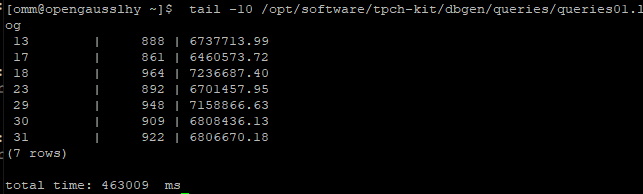 [omm@opengausslhy ~]$  tail -10 /opt/software/tpch-kit/dbgen/queries/queries01.l
og
 13         |     888 | 6737713.99
 17         |     861 | 6460573.72
 18         |     964 | 7236687.40
 23         |     892 | 6701457.95
 29         |     948 | 7158866.63
 30         |     909 | 6808436.13
 31         |     922 | 6806670.18
(7 rows)
total time: 463009  ms